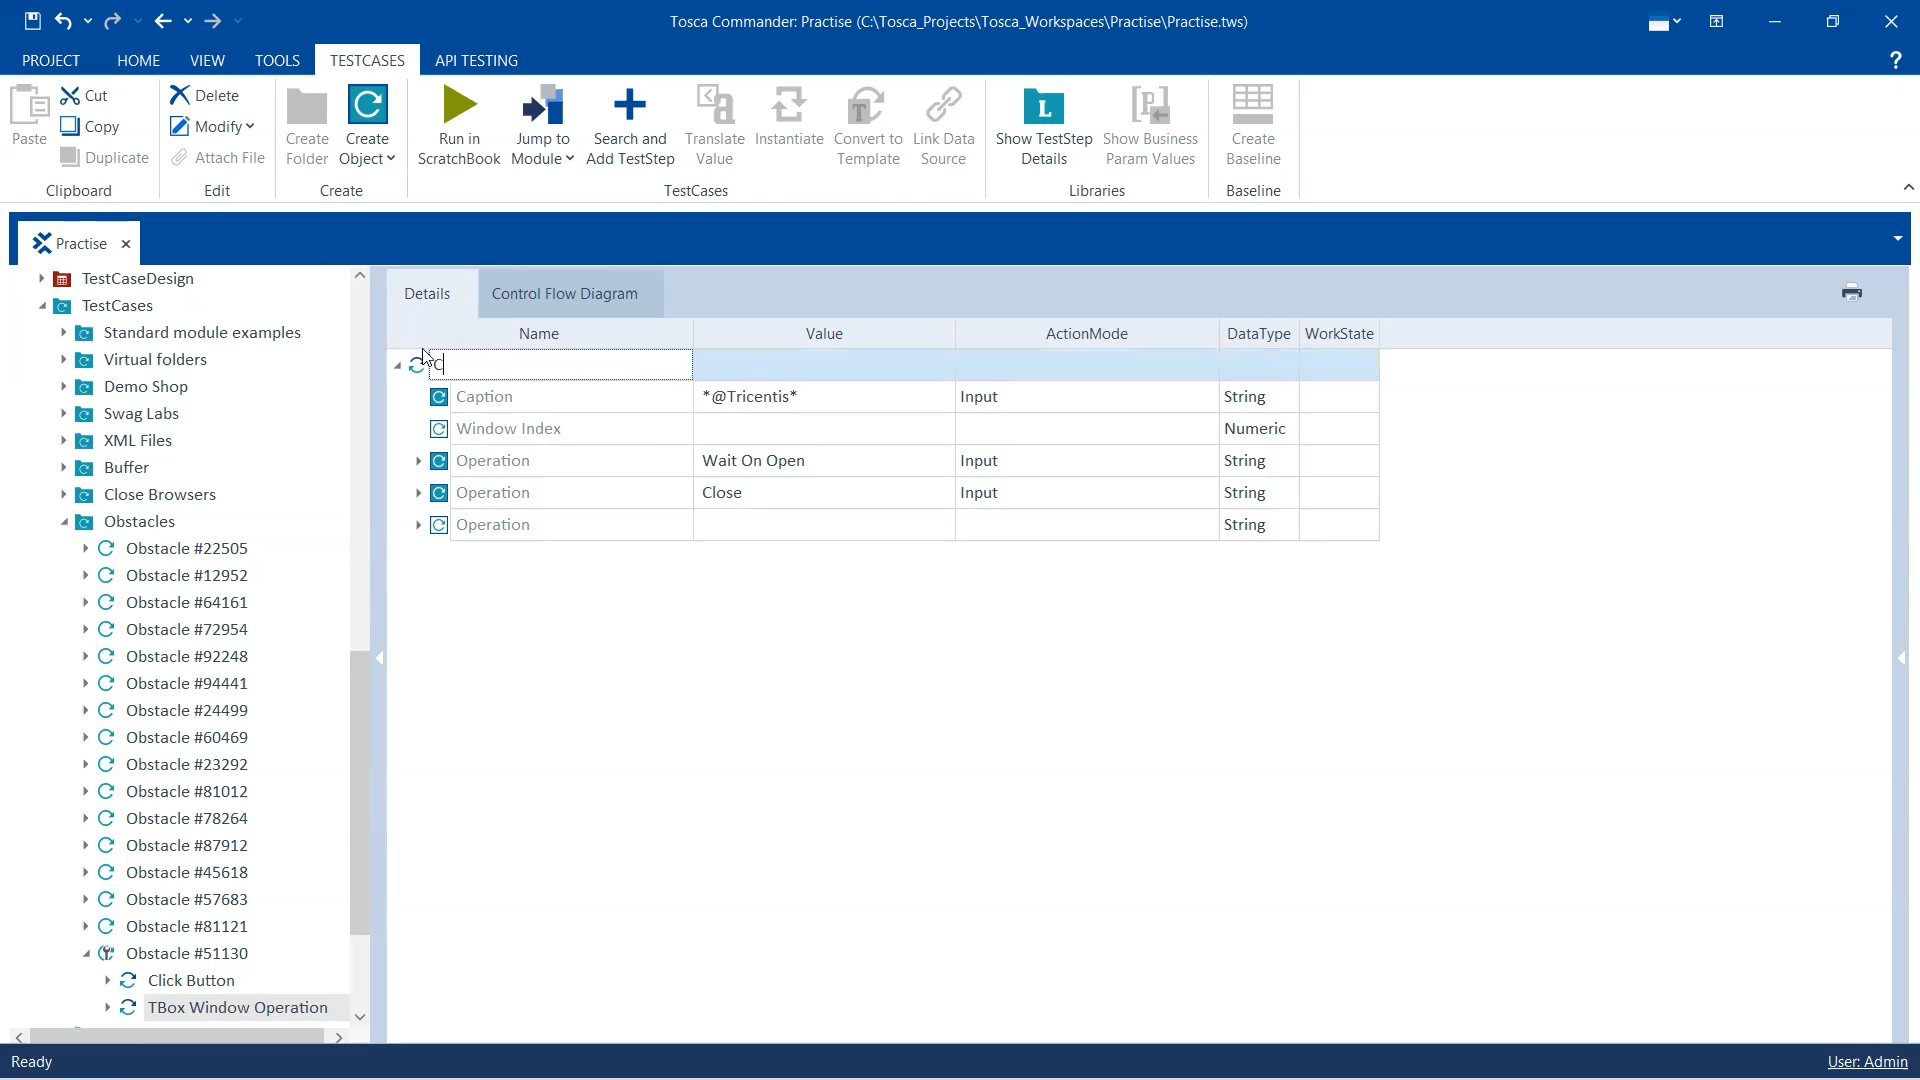 Tosca Commander: Practise (C:\Tosca_Projects\Tosca_Workspaces\Practise\Practise.tws)
PROJECT HOME VIEW TOOLS TESTCASES API TESTING ?
Paste
Cut
Copy
Duplicate
Clipboard
Delete
Modify
Attach File
Edit
Create Folder
Create Object
Create
Run in ScratchBook
Jump to Module
Search and Add TestStep
Translate Value
Instantiate
Convert to Template
Link Data Source
TestCases
Show TestStep Details
Show Business Param Values
Libraries
Create Baseline
Baseline
Practise
TestCaseDesign
TestCases
Standard module examples
Virtual folders
Demo Shop
Swag Labs
XML Files
Buffer
Close Browsers
Obstacles
Obstacle #22505
Obstacle #12952
Obstacle #64161
Obstacle #72954
Obstacle #92248
Obstacle #94441
Obstacle #24499
Obstacle #60469
Obstacle #23292
Obstacle #81012
Obstacle #78264
Obstacle #87912
Obstacle #45618
Obstacle #57683
Obstacle #81121
Obstacle #51130
Click Button
TBox Window Operation
Details Control Flow Diagram
Name Value ActionMode DataType WorkState
C
Caption *@Tricentis* Input String
Window Index Numeric
Operation Wait On Open Input String
Operation Close Input String
Operation String
Ready User: Admin